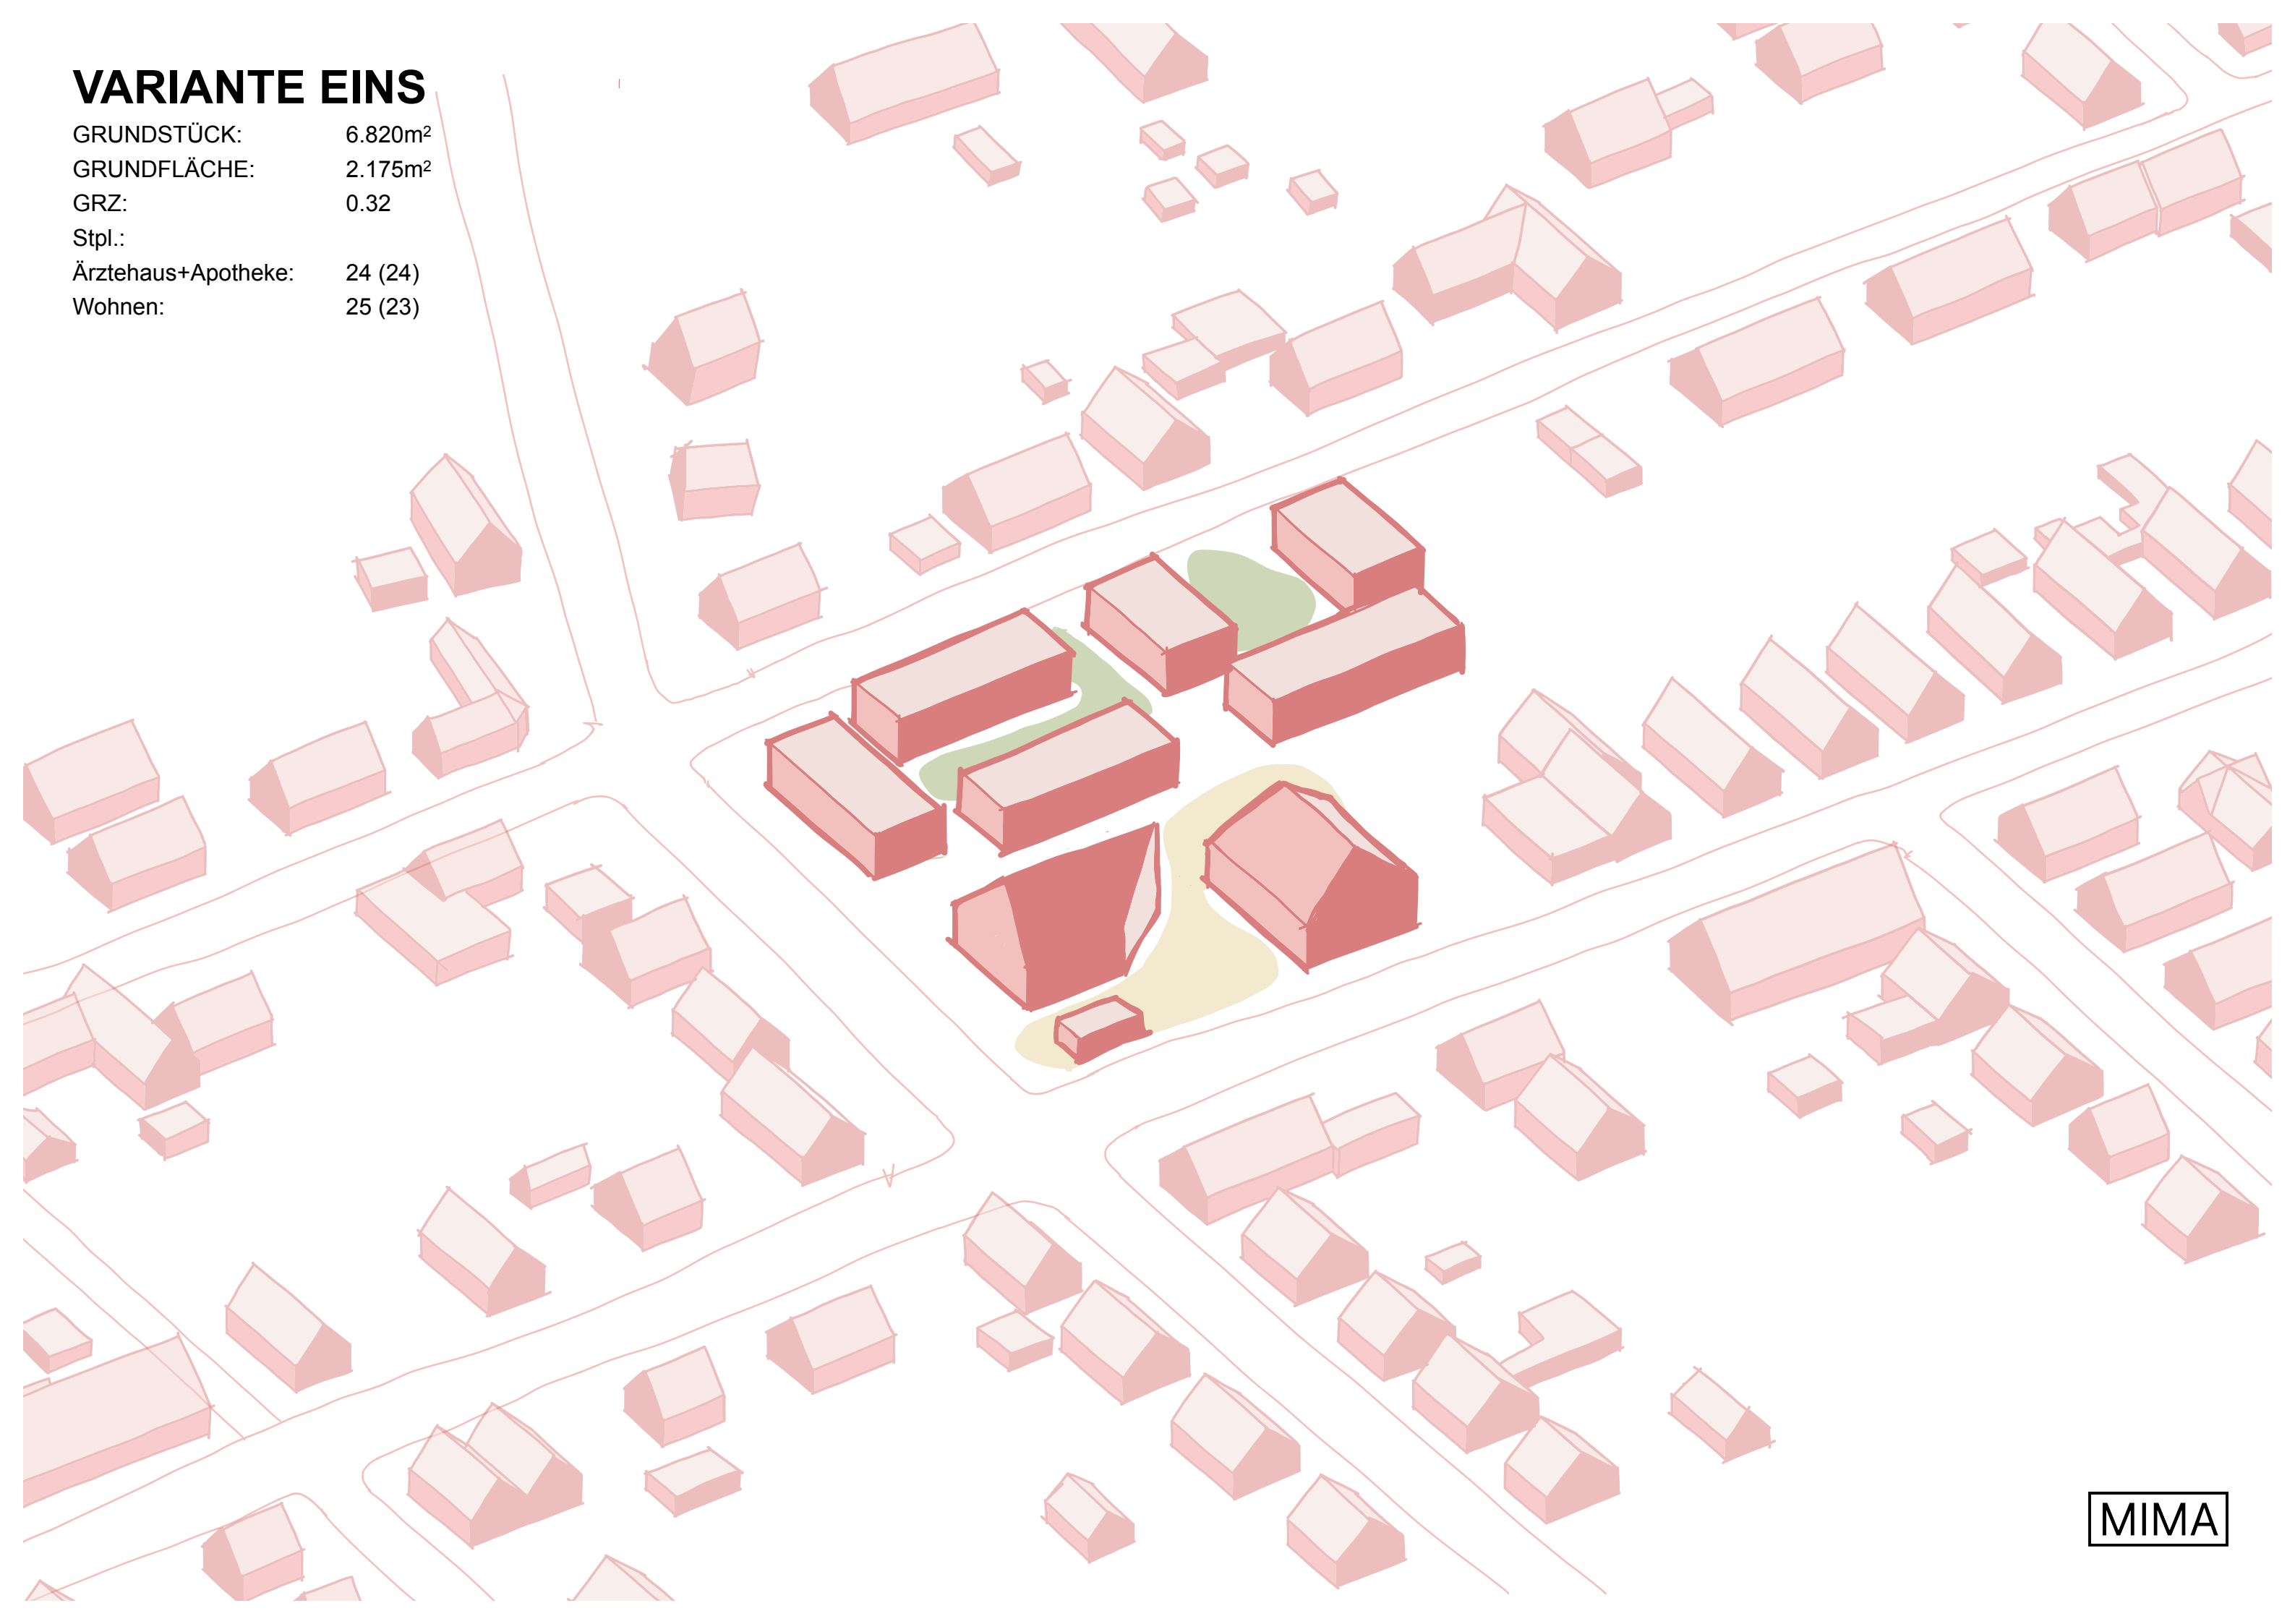 VARIANTE EINS
GRUNDSTÜCK: 6.820m²
GRUNDFLÄCHE: 2.175m²
GRZ: 0.32
Stpl.:
Ärztehaus+Apotheke: 24 (24)
Wohnen: 25 (23)
MIMA